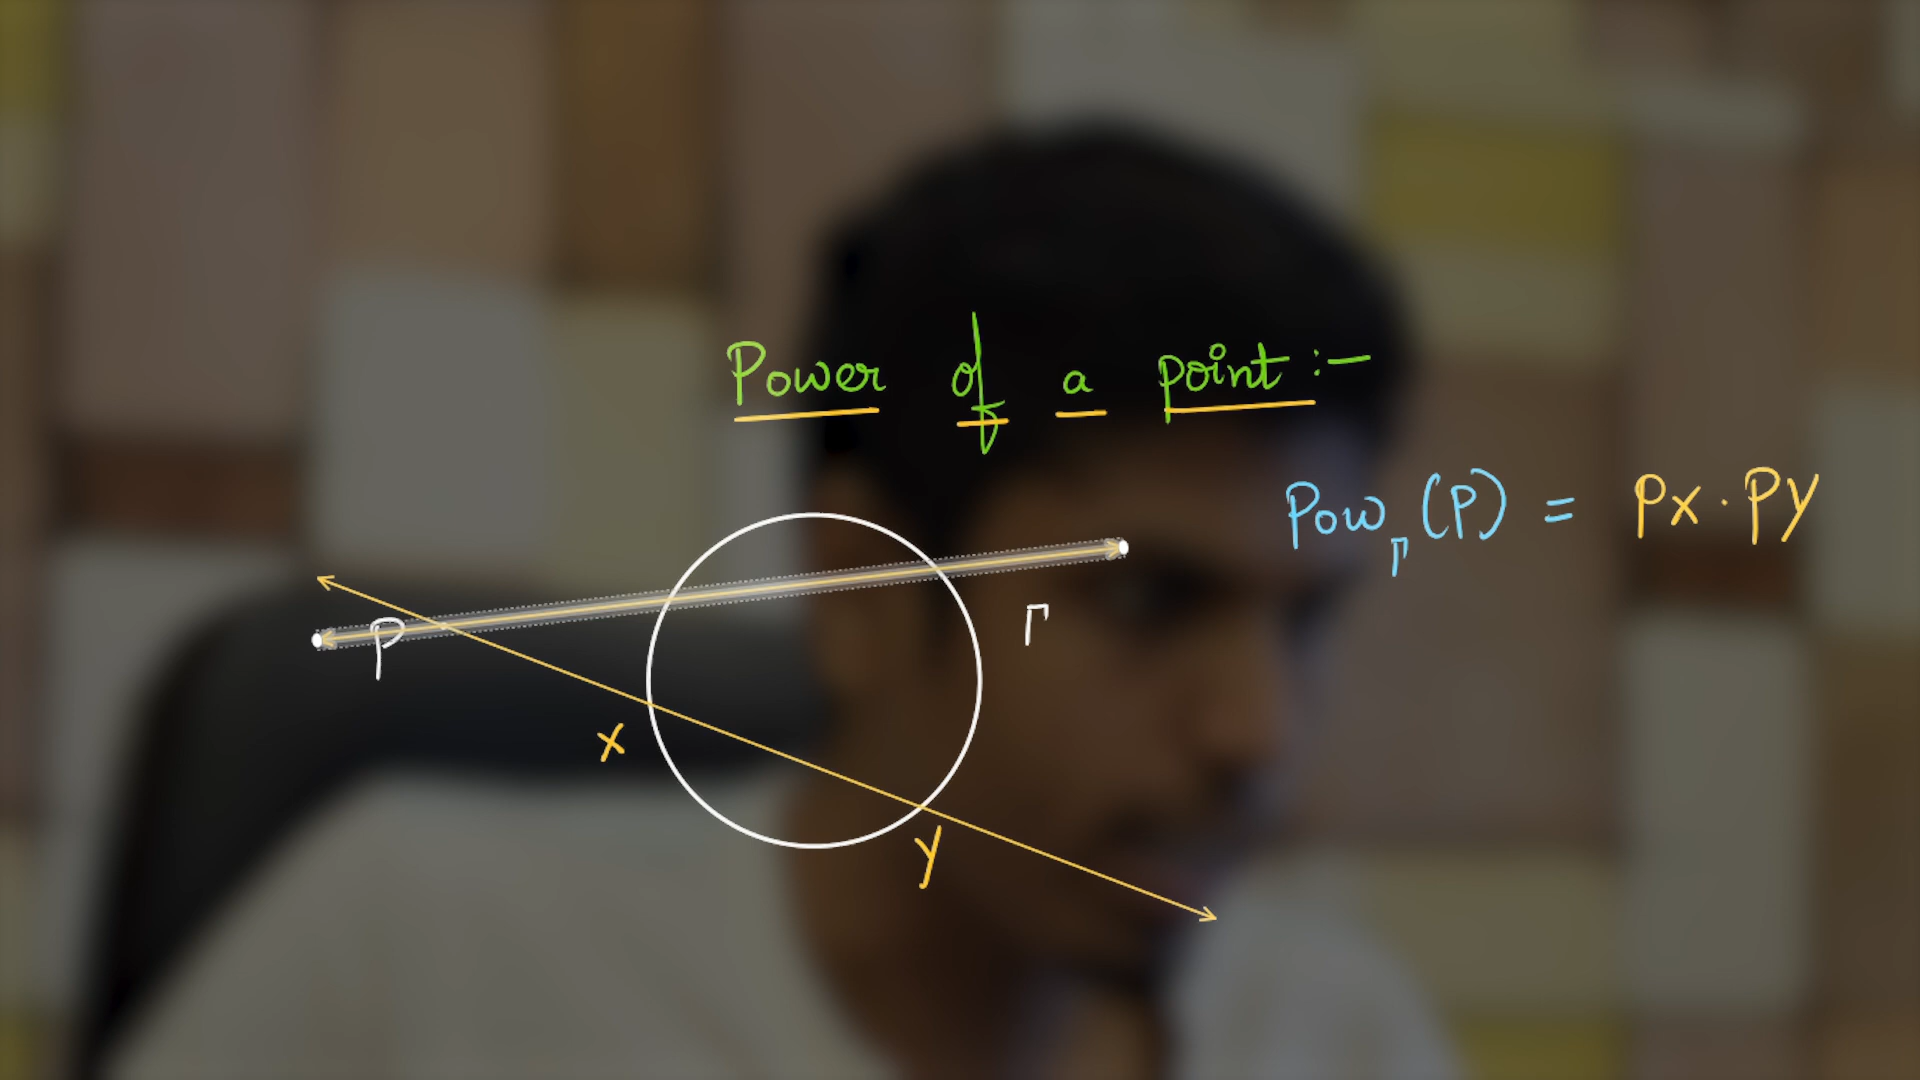 Power of a point :-
Pow_Γ (P) = Px · Py
P
Γ
x
y